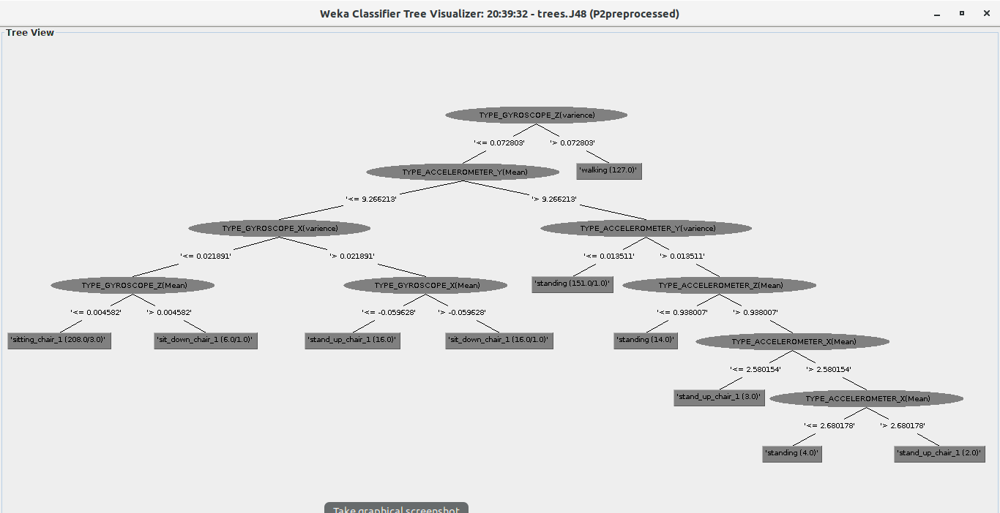 Weka Classifier Tree Visualizer: 20:39:32 - trees.J48 (P2preprocessed)
Tree View
TYPE_GYROSCOPE_Z(varience)
'<= 0.072803' '> 0.072803'
TYPE_ACCELEROMETER_Y(Mean) 'walking (127.0)'
'<= 9.266213' '> 9.266213'
TYPE_GYROSCOPE_X(varience) TYPE_ACCELEROMETER_Y(varience)
'<= 0.021891' '> 0.021891' '<= 0.013511' '> 0.013511'
TYPE_GYROSCOPE_Z(Mean) TYPE_GYROSCOPE_X(Mean) 'standing (151.0/1.0)' TYPE_ACCELEROMETER_Z(Mean)
'<= 0.004582' '> 0.004582' '<= -0.059628' '> -0.059628' '<= 0.938007' '> 0.938007'
'sitting_chair_1 (208.0/3.0)' 'sit_down_chair_1 (6.0/1.0)' 'stand_up_chair_1 (16.0)' 'sit_down_chair_1 (16.0/1.0)' 'standing (14.0)' TYPE_ACCELEROMETER_X(Mean)
'<= 2.580154' '> 2.580154'
'stand_up_chair_1 (3.0)' TYPE_ACCELEROMETER_X(Mean)
'<= 2.680178' '> 2.680178'
'standing (4.0)' 'stand_up_chair_1 (2.0)'
Take graphical screenshot